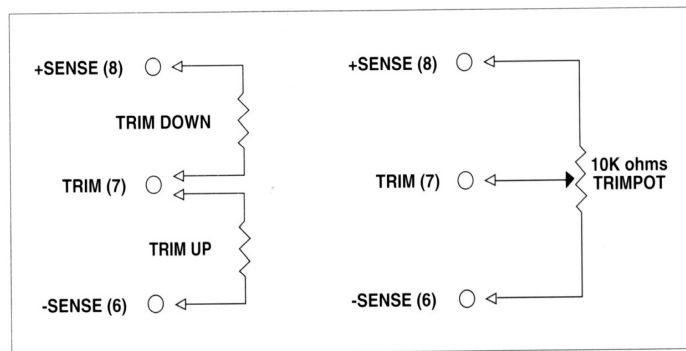 +SENSE (8)
TRIM DOWN
TRIM (7)
TRIM UP
-SENSE (6)
+SENSE (8)
TRIM (7)
10K ohms
TRIMPOT
-SENSE (6)